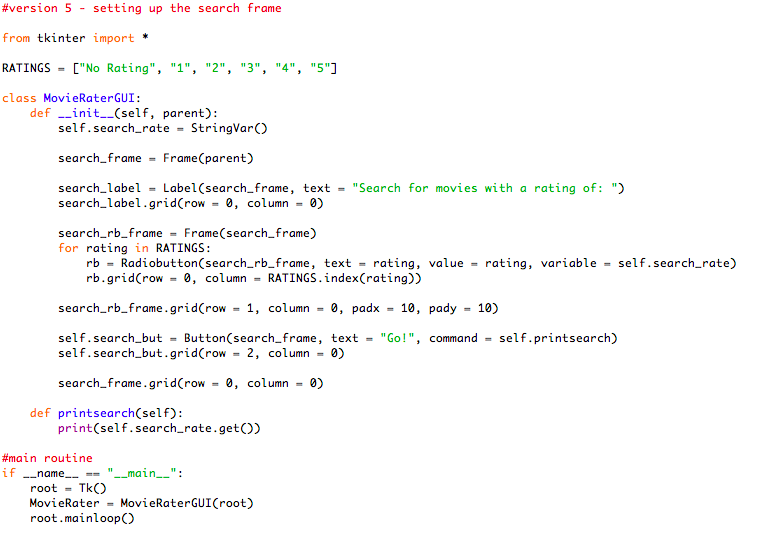 #version 5 - setting up the search frame
from tkinter import *
RATINGS = ["No Rating", "1", "2", "3", "4", "5"]
class MovieRaterGUI:
    def __init__(self, parent):
        self.search_rate = StringVar()
        search_frame = Frame(parent)
        search_label = Label(search_frame, text = "Search for movies with a rating of: ")
        search_label.grid(row = 0, column = 0)
        search_rb_frame = Frame(search_frame)
        for rating in RATINGS:
            rb = Radiobutton(search_rb_frame, text = rating, value = rating, variable = self.search_rate)
            rb.grid(row = 0, column = RATINGS.index(rating))
        search_rb_frame.grid(row = 1, column = 0, padx = 10, pady = 10)
        self.search_but = Button(search_frame, text = "Go!", command = self.printsearch)
        self.search_but.grid(row = 2, column = 0)
        search_frame.grid(row = 0, column = 0)
    def printsearch(self):
        print(self.search_rate.get())
#main routine
if __name__ == "__main__":
    root = Tk()
    MovieRater = MovieRaterGUI(root)
    root.mainloop()